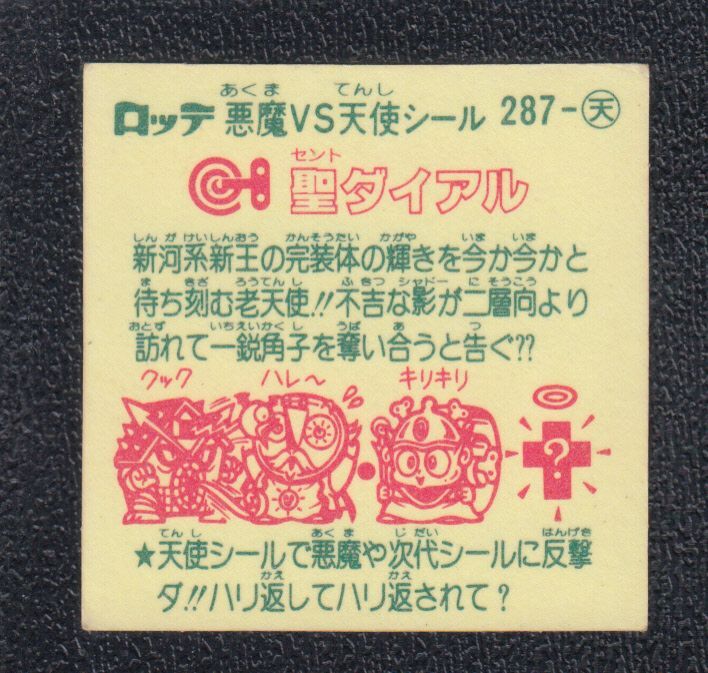 あくま てんし
ロッテ 悪魔VS天使シール 287-㊝
セント
聖ダイアル
しん が けいしんおう かんそうたい かがや いま いま
新河系新王の完装体の輝きを今か今かと
ま きざ ろうてんし ふ きつ シャドー に そうこう
待ち刻む老天使!!不吉な影が二層向より
おとず いちえいかく し うば あ つ
訪れて一鋭角子を奪い合うと告ぐ??
クック ハレ〜 キリキリ
?
てんし あくま じだい はんげき
★天使シールで悪魔や次代シールに反撃
かえ かえ
ダ!!ハリ返してハリ返されて?